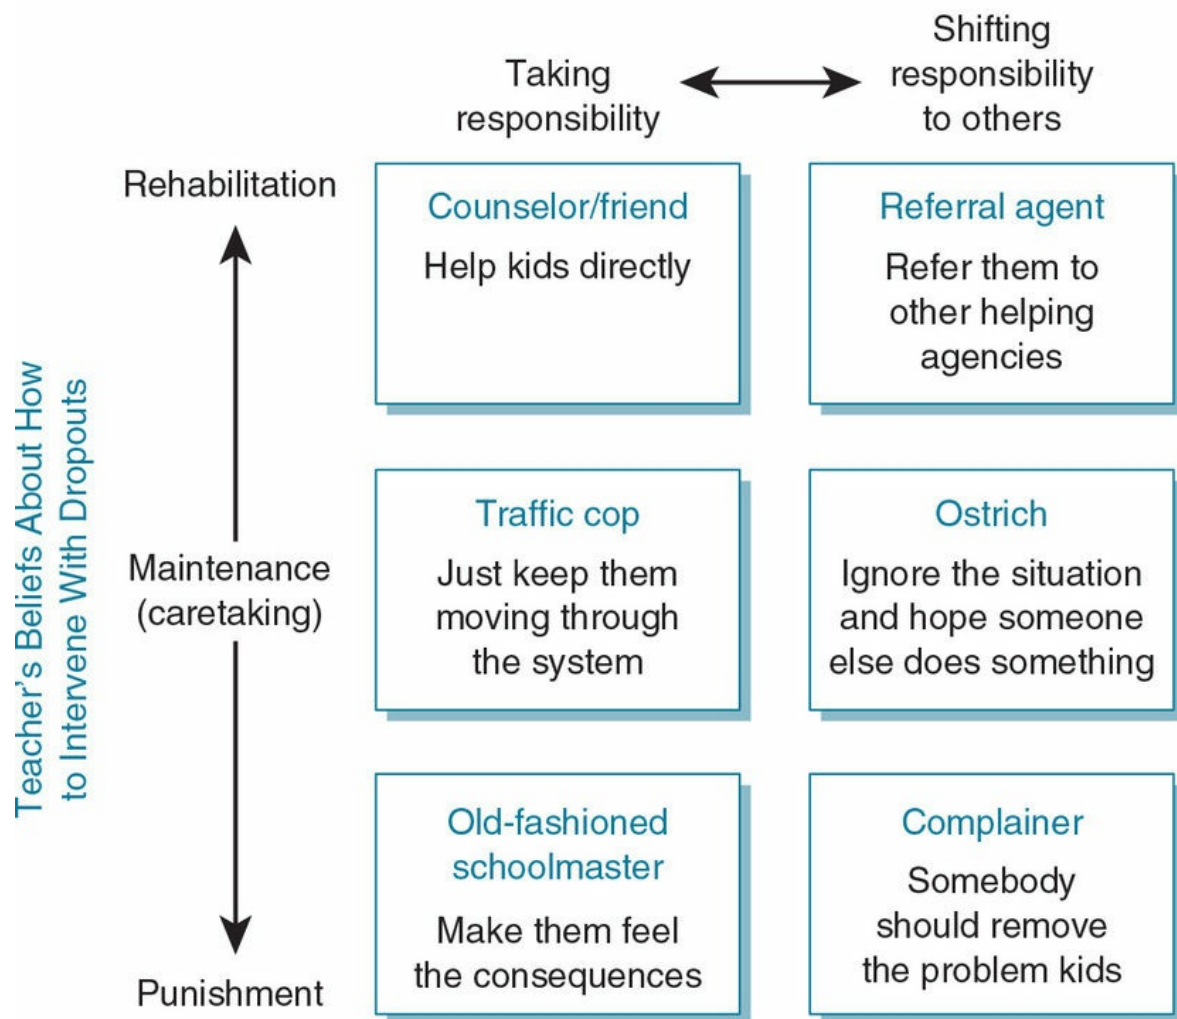 Taking
responsibility
Shifting
responsibility
to others
Teacher's Beliefs About How
to Intervene With Dropouts
Rehabilitation
Counselor/friend
Help kids directly
Referral agent
Refer them to
other helping
agencies
Maintenance
(caretaking)
Traffic cop
Just keep them
moving through
the system
Ostrich
Ignore the situation
and hope someone
else does something
Punishment
Old-fashioned
schoolmaster
Make them feel
the consequences
Complainer
Somebody
should remove
the problem kids